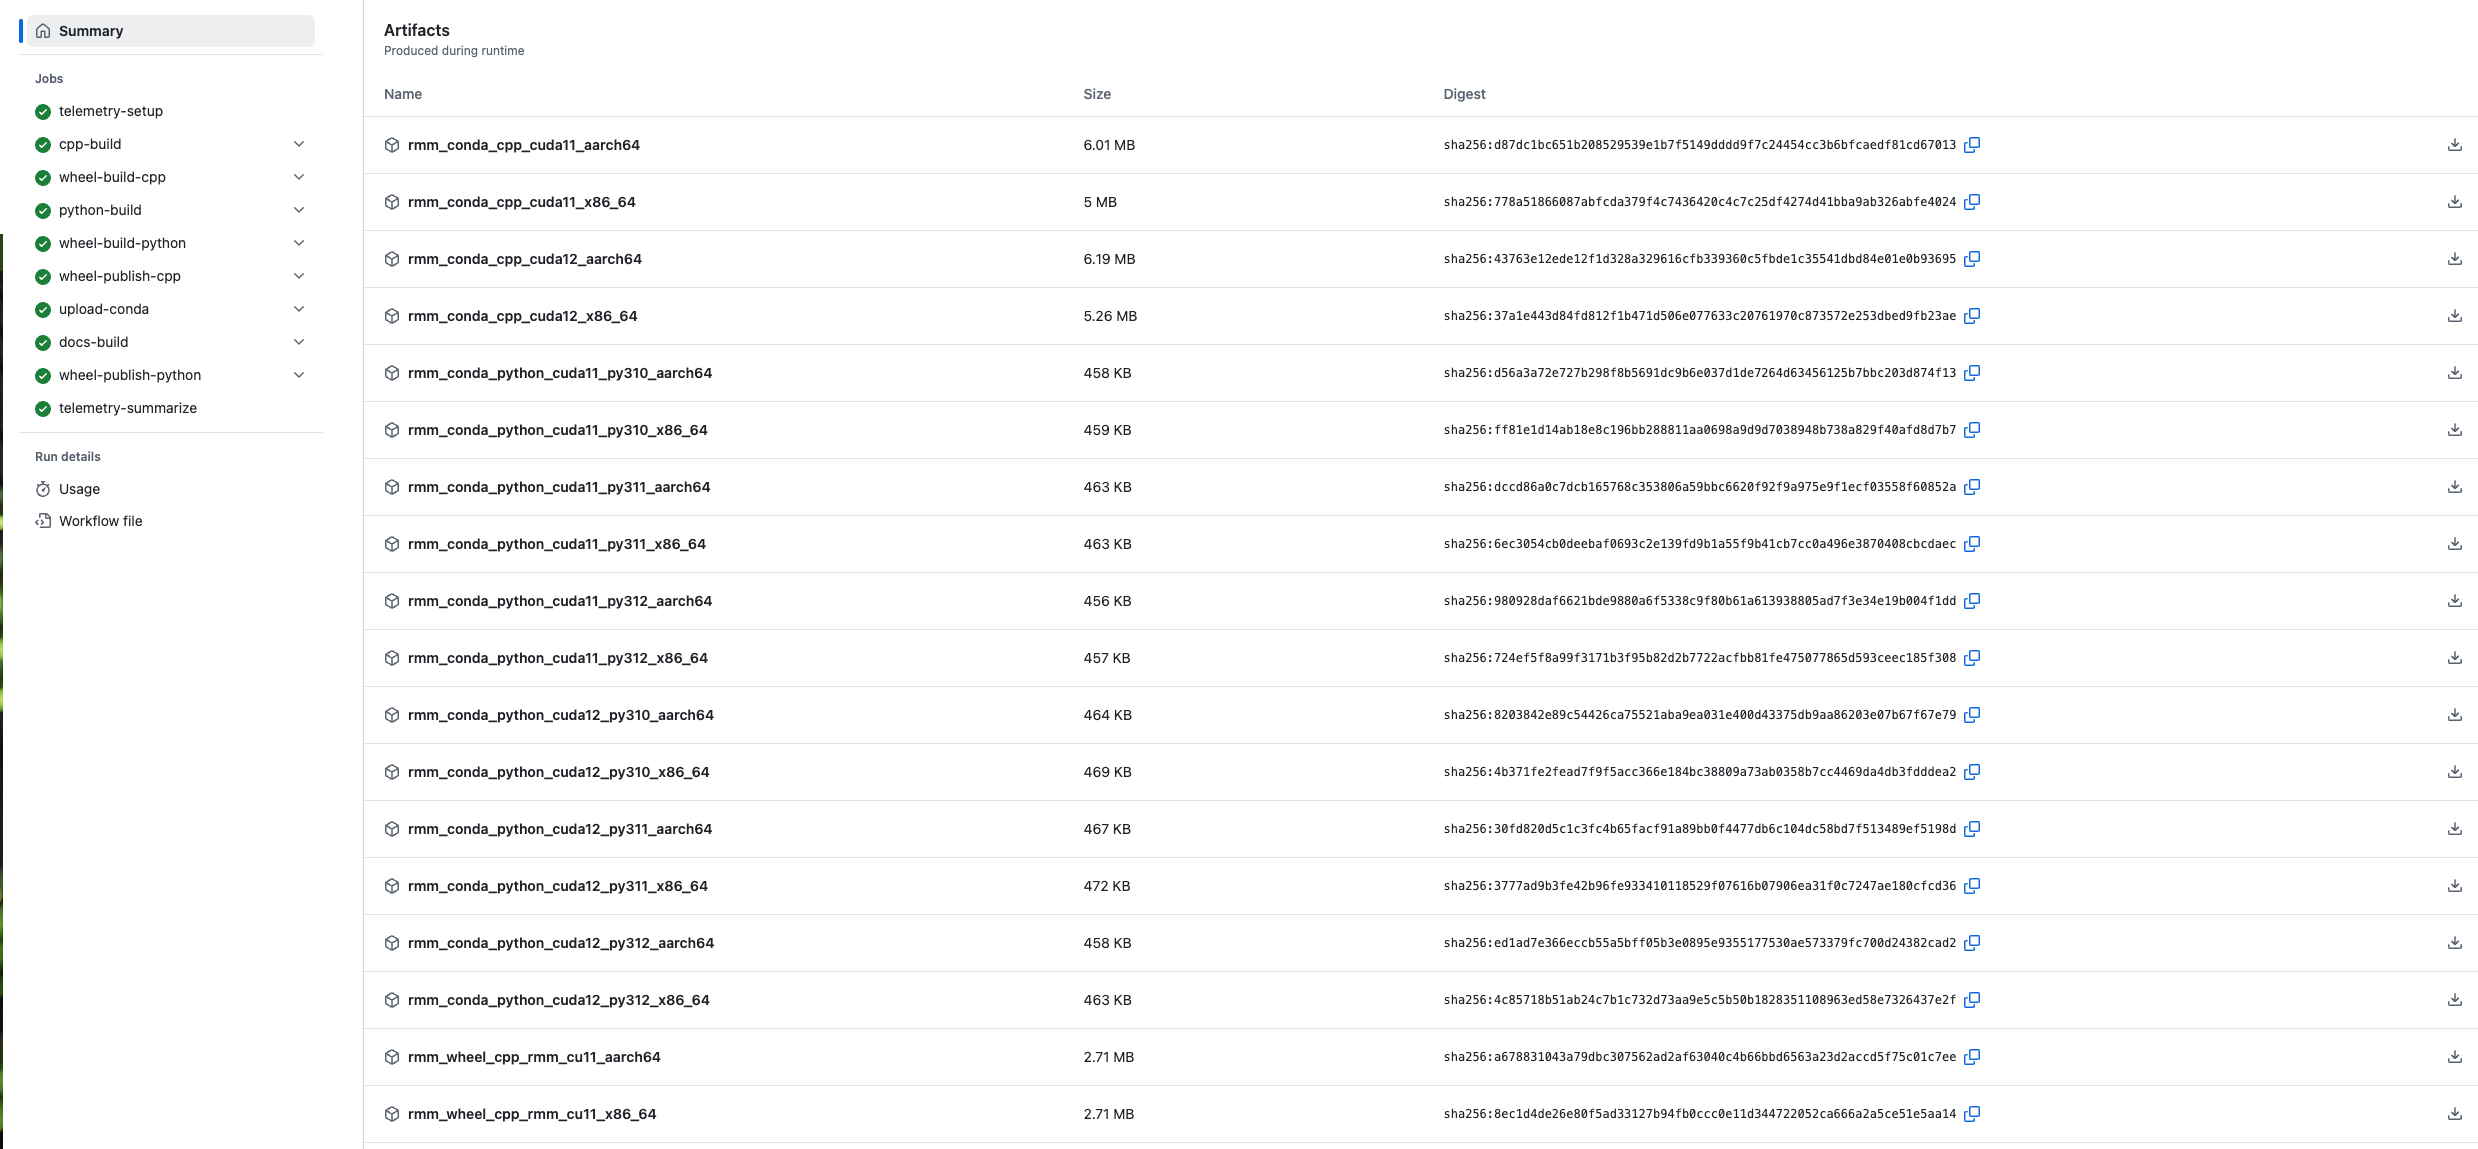 Summary
Jobs
telemetry-setup
cpp-build
wheel-build-cpp
python-build
wheel-build-python
wheel-publish-cpp
upload-conda
docs-build
wheel-publish-python
telemetry-summarize
Run details
Usage
Workflow file
Artifacts
Produced during runtime
Name Size Digest
rmm_conda_cpp_cuda11_aarch64 6.01 MB sha256:d87dc1bc651b208529539e1b7f5149dddd9f7c24454cc3b6bfcaedf81cd67013
rmm_conda_cpp_cuda11_x86_64 5 MB sha256:778a51866087abfcda379f4c7436420c4c7c25df4274d41bba9ab326abfe4024
rmm_conda_cpp_cuda12_aarch64 6.19 MB sha256:43763e12ede12f1d328a329616cfb339360c5fbde1c35541dbd84e01e0b93695
rmm_conda_cpp_cuda12_x86_64 5.26 MB sha256:37a1e443d84fd812f1b471d506e077633c20761970c873572e253dbed9fb23ae
rmm_conda_python_cuda11_py310_aarch64 458 KB sha256:d56a3a72e727b298f8b5691dc9b6e037d1de7264d63456125b7bbc203d874f13
rmm_conda_python_cuda11_py310_x86_64 459 KB sha256:ff81e1d14ab18e8c196bb288811aa0698a9d9d7038948b738a829f40afd8d7b7
rmm_conda_python_cuda11_py311_aarch64 463 KB sha256:dccd86a0c7dcb165768c353806a59bbc6620f92f9a975e9f1ecf03558f60852a
rmm_conda_python_cuda11_py311_x86_64 463 KB sha256:6ec3054cb0deebaf0693c2e139fd9b1a55f9b41cb7cc0a496e3870408cbcdaec
rmm_conda_python_cuda11_py312_aarch64 456 KB sha256:980928daf6621bde9880a6f5338c9f80b61a613938805ad7f3e34e19b004f1dd
rmm_conda_python_cuda11_py312_x86_64 457 KB sha256:724ef5f8a99f3171b3f95b82d2b7722acfbb81fe475077865d593ceec185f308
rmm_conda_python_cuda12_py310_aarch64 464 KB sha256:8203842e89c54426ca75521aba9ea031e400d43375db9aa86203e07b67f67e79
rmm_conda_python_cuda12_py310_x86_64 469 KB sha256:4b371fe2fead7f9f5acc366e184bc38809a73ab0358b7cc4469da4db3fdddea2
rmm_conda_python_cuda12_py311_aarch64 467 KB sha256:30fd820d5c1c3fc4b65facf91a89bb0f4477db6c104dc58bd7f513489ef5198d
rmm_conda_python_cuda12_py311_x86_64 472 KB sha256:3777ad9b3fe42b96fe933410118529f07616b07906ea31f0c7247ae180cfcd36
rmm_conda_python_cuda12_py312_aarch64 458 KB sha256:ed1ad7e366eccb55a5bff05b3e0895e9355177530ae573379fc700d24382cad2
rmm_conda_python_cuda12_py312_x86_64 463 KB sha256:4c85718b51ab24c7b1c732d73aa9e5c5b50b1828351108963ed58e7326437e2f
rmm_wheel_cpp_rmm_cu11_aarch64 2.71 MB sha256:a678831043a79dbc307562ad2af63040c4b66bbd6563a23d2accd5f75c01c7ee
rmm_wheel_cpp_rmm_cu11_x86_64 2.71 MB sha256:8ec1d4de26e80f5ad33127b94fb0ccc0e11d344722052ca666a2a5ce51e5aa14